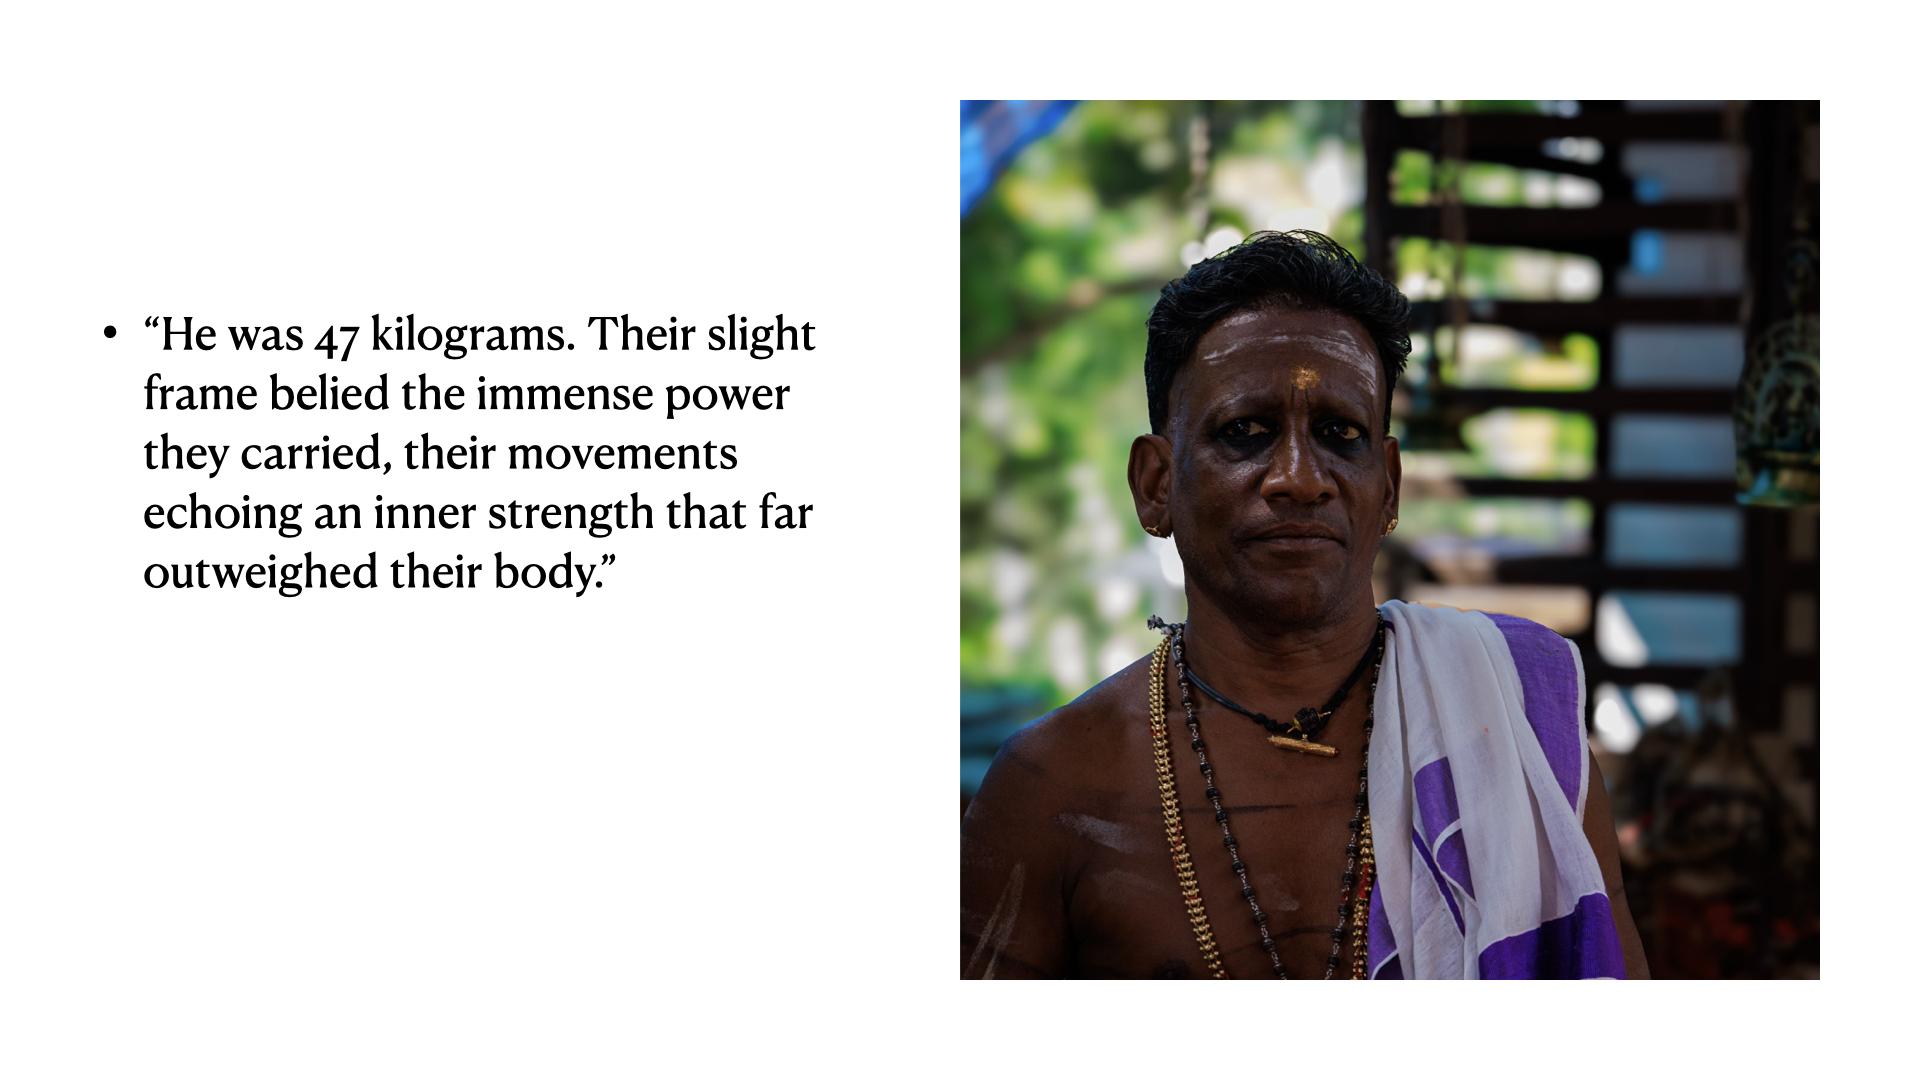 • “He was 47 kilograms. Their slight
frame belied the immense power
they carried, their movements
echoing an inner strength that far
outweighed their body.”